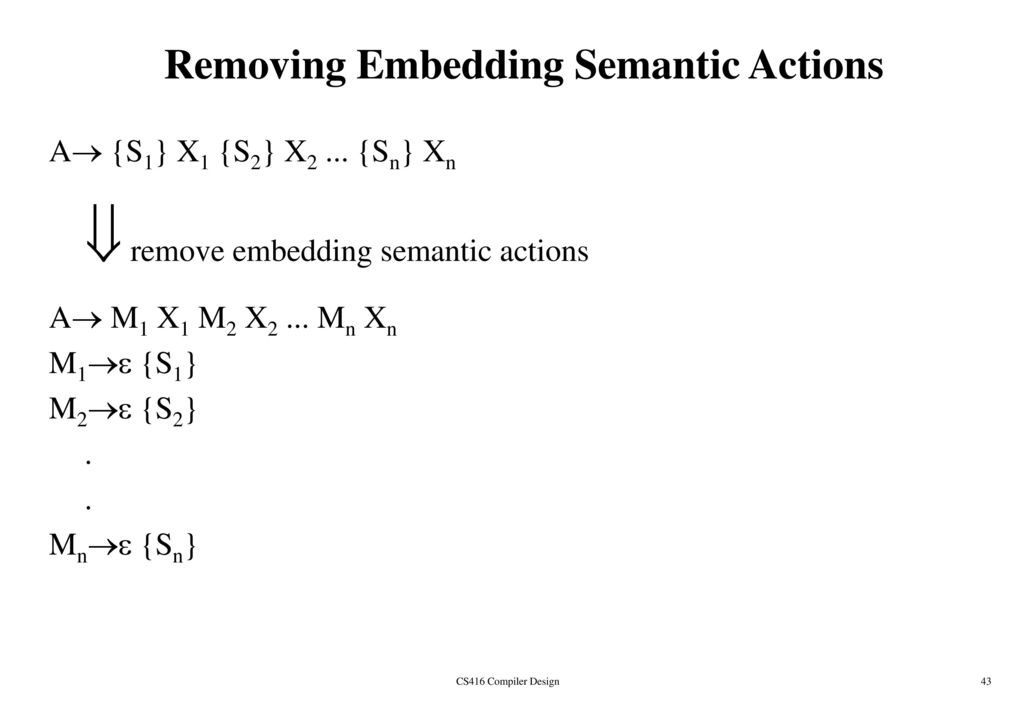 Removing Embedding Semantic Actions
A→ {S₁} X₁ {S₂} X₂ ... {Sₙ} Xₙ
⇓ remove embedding semantic actions
A→ M₁ X₁ M₂ X₂ ... Mₙ Xₙ
M₁→ε {S₁}
M₂→ε {S₂}
.
.
Mₙ→ε {Sₙ}
CS416 Compiler Design 43